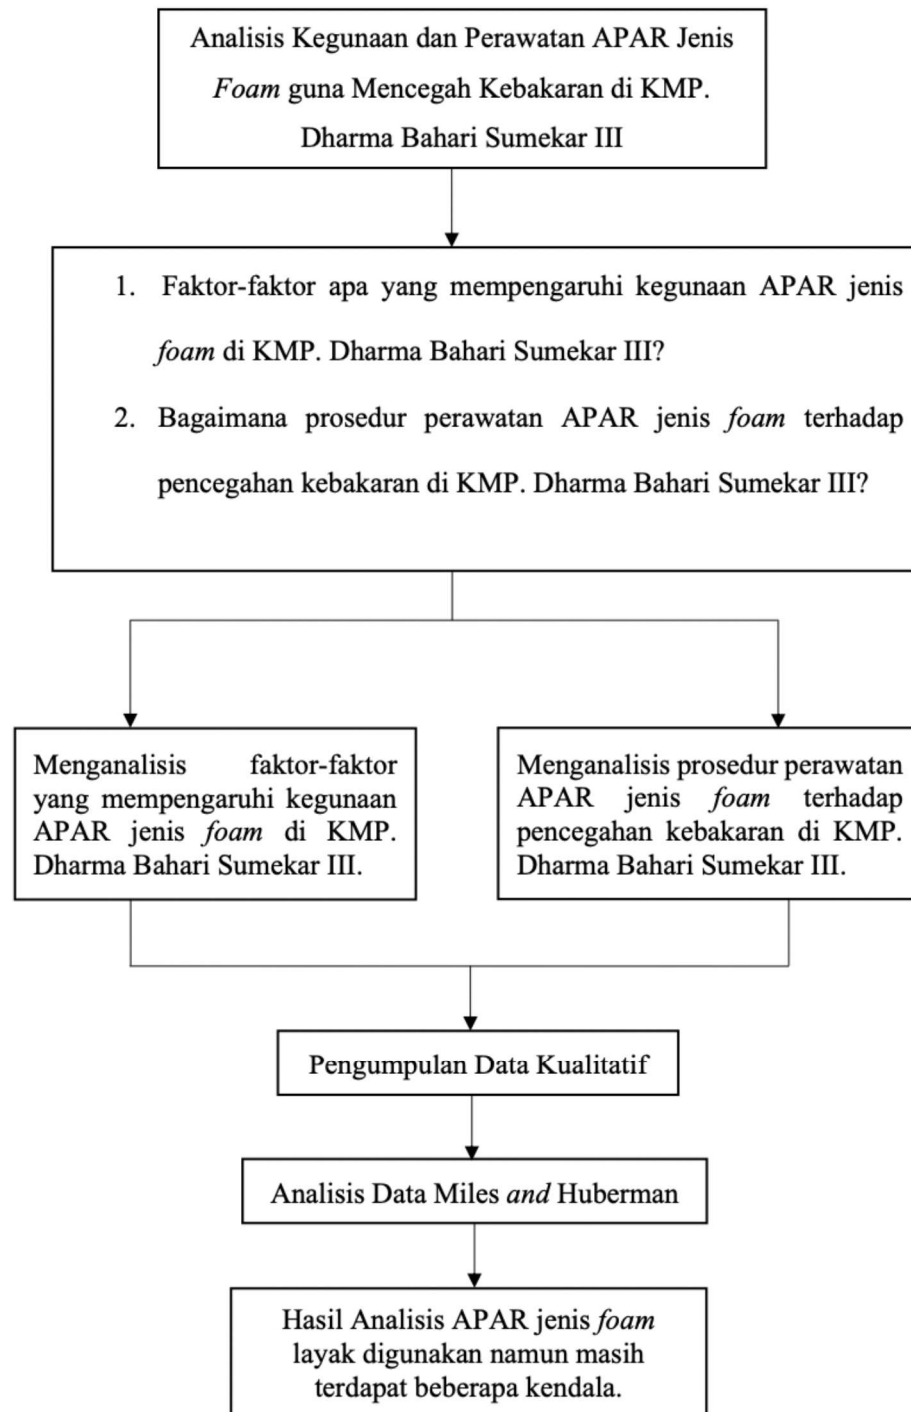 Analisis Kegunaan dan Perawatan APAR Jenis
Foam guna Mencegah Kebakaran di KMP.
Dharma Bahari Sumekar III
1. Faktor-faktor apa yang mempengaruhi kegunaan APAR jenis
foam di KMP. Dharma Bahari Sumekar III?
2. Bagaimana prosedur perawatan APAR jenis foam terhadap
pencegahan kebakaran di KMP. Dharma Bahari Sumekar III?
Menganalisis faktor-faktor
yang mempengaruhi kegunaan
APAR jenis foam di KMP.
Dharma Bahari Sumekar III.
Menganalisis prosedur perawatan
APAR jenis foam terhadap
pencegahan kebakaran di KMP.
Dharma Bahari Sumekar III.
Pengumpulan Data Kualitatif
Analisis Data Miles and Huberman
Hasil Analisis APAR jenis foam
layak digunakan namun masih
terdapat beberapa kendala.